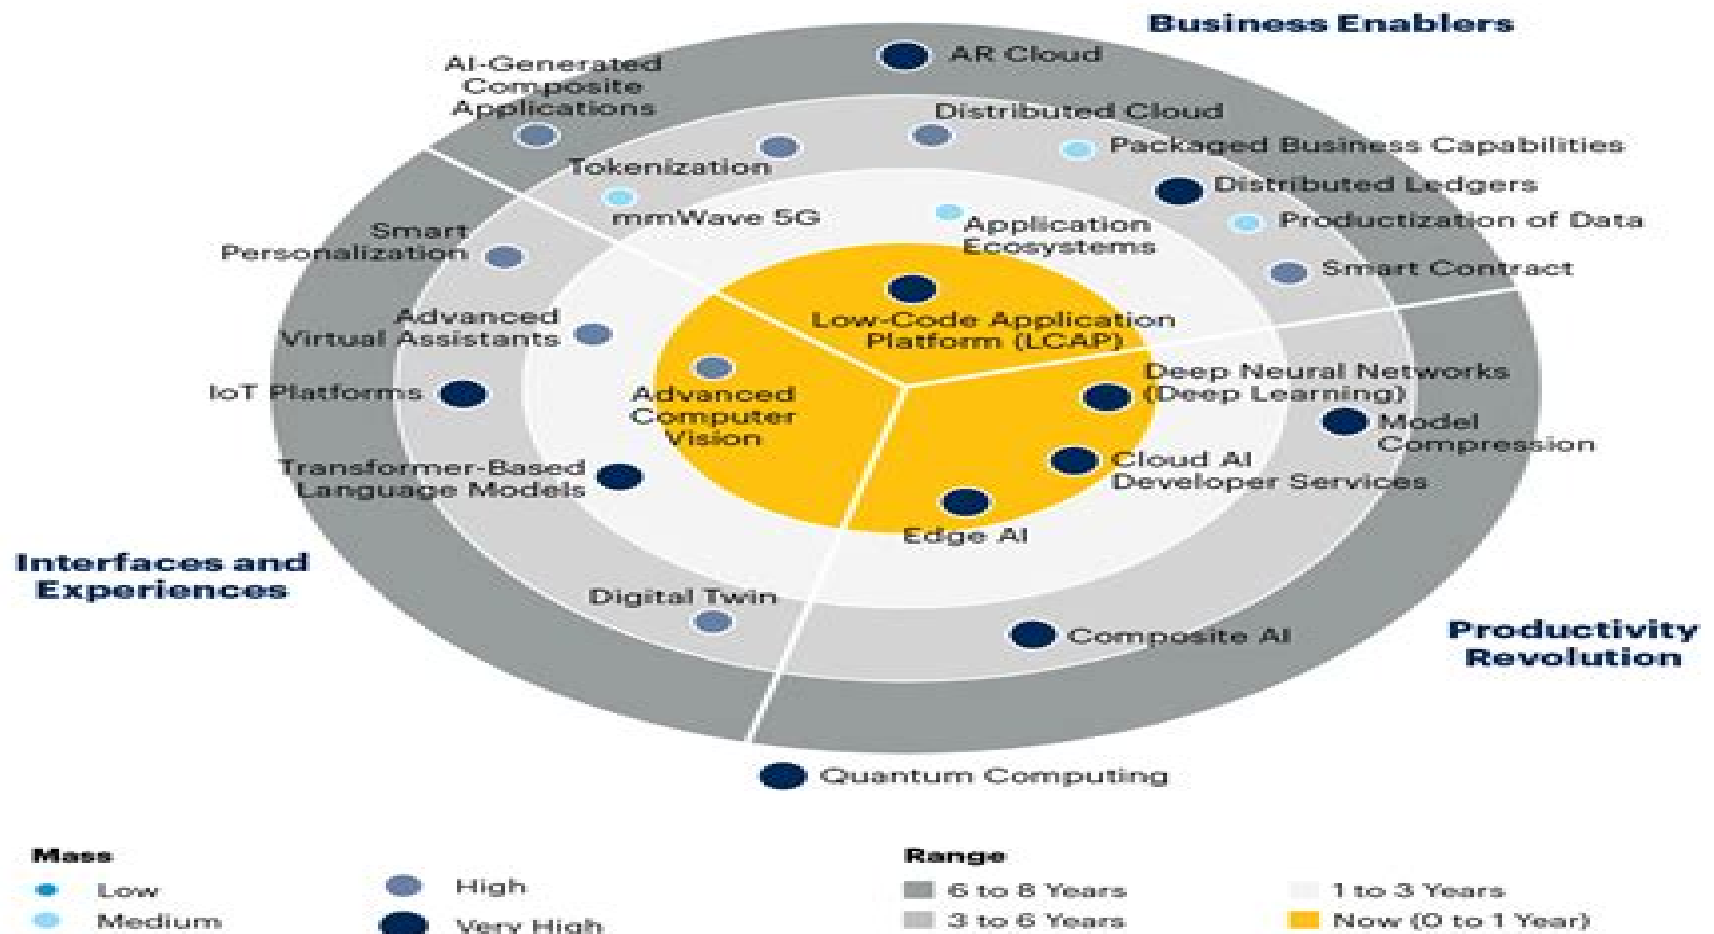 Business Enablers
AR Cloud
AI-Generated
Composite
Applications
Distributed Cloud
Packaged Business Capabilities
Tokenization
Distributed Ledgers
mmWave 5G
Application
Ecosystems
Productization of Data
Smart
Personalization
Smart Contract
Low-Code Application
Platform (LCAP)
Advanced
Virtual Assistants
Deep Neural Networks
(Deep Learning)
IoT Platforms
Advanced
Computer
Vision
Model
Compression
Transformer-Based
Language Models
Cloud AI
Developer Services
Edge AI
Interfaces and
Experiences
Digital Twin
Composite AI
Productivity
Revolution
Quantum Computing
Mass
Low
Medium
High
Very High
Range
6 to 8 Years
3 to 6 Years
1 to 3 Years
Now (0 to 1 Year)